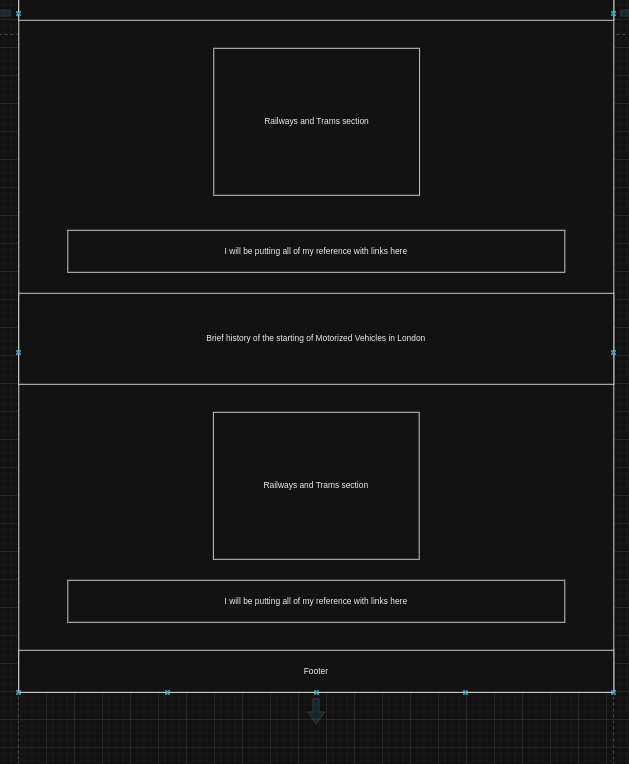 Railways and Trams section
I will be putting all of my reference with links here
Brief history of the starting of Motorized Vehicles in London
Railways and Trams section
I will be putting all of my reference with links here
Footer